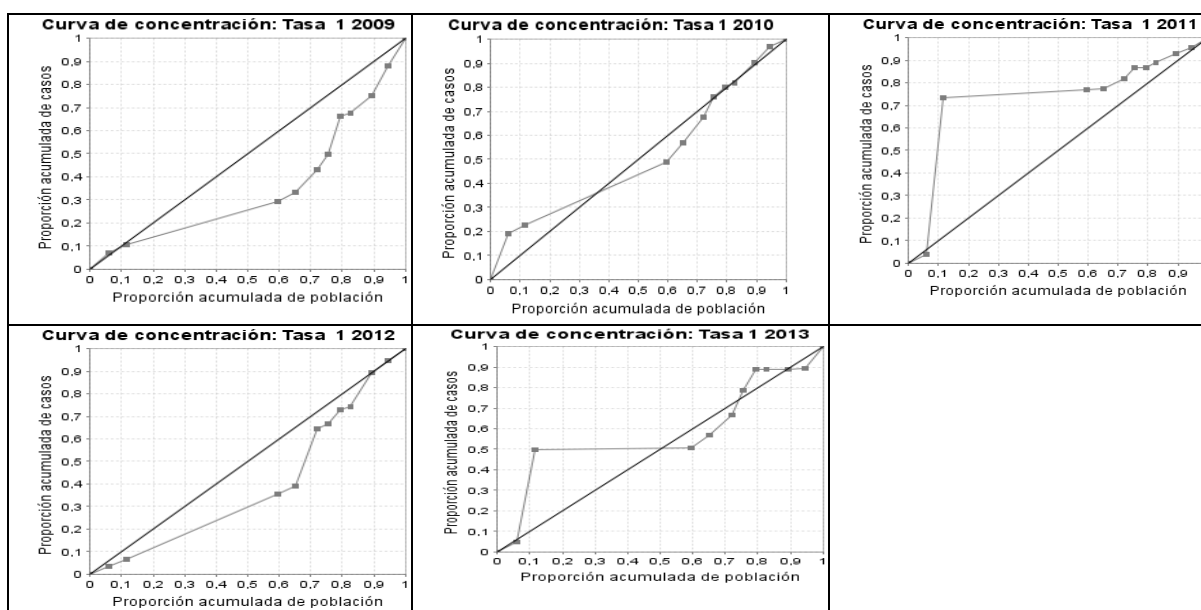 Curva de concentración: Tasa 1 2009
Proporción acumulada de casos
1
0,9
0,8
0,7
0,6
0,5
0,4
0,3
0,2
0,1
0
0 0,1 0,2 0,3 0,4 0,5 0,6 0,7 0,8 0,9 1
Proporción acumulada de población
Curva de concentración: Tasa 1 2010
Proporción acumulada de casos
1
0,9
0,8
0,7
0,6
0,5
0,4
0,3
0,2
0,1
0
0 0,1 0,2 0,3 0,4 0,5 0,6 0,7 0,8 0,9 1
Proporción acumulada de población
Curva de concentración: Tasa 1 2011
Proporción acumulada de casos
1
0,9
0,8
0,7
0,6
0,5
0,4
0,3
0,2
0,1
0
0 0,1 0,2 0,3 0,4 0,5 0,6 0,7 0,8 0,9
Proporción acumulada de población
Curva de concentración: Tasa 1 2012
Proporción acumulada de casos
1
0,9
0,8
0,7
0,6
0,5
0,4
0,3
0,2
0,1
0
0 0,1 0,2 0,3 0,4 0,5 0,6 0,7 0,8 0,9 1
Proporción acumulada de población
Curva de concentración: Tasa 1 2013
Proporción acumulada de casos
1
0,9
0,8
0,7
0,6
0,5
0,4
0,3
0,2
0,1
0
0 0,1 0,2 0,3 0,4 0,5 0,6 0,7 0,8 0,9 1
Proporción acumulada de población